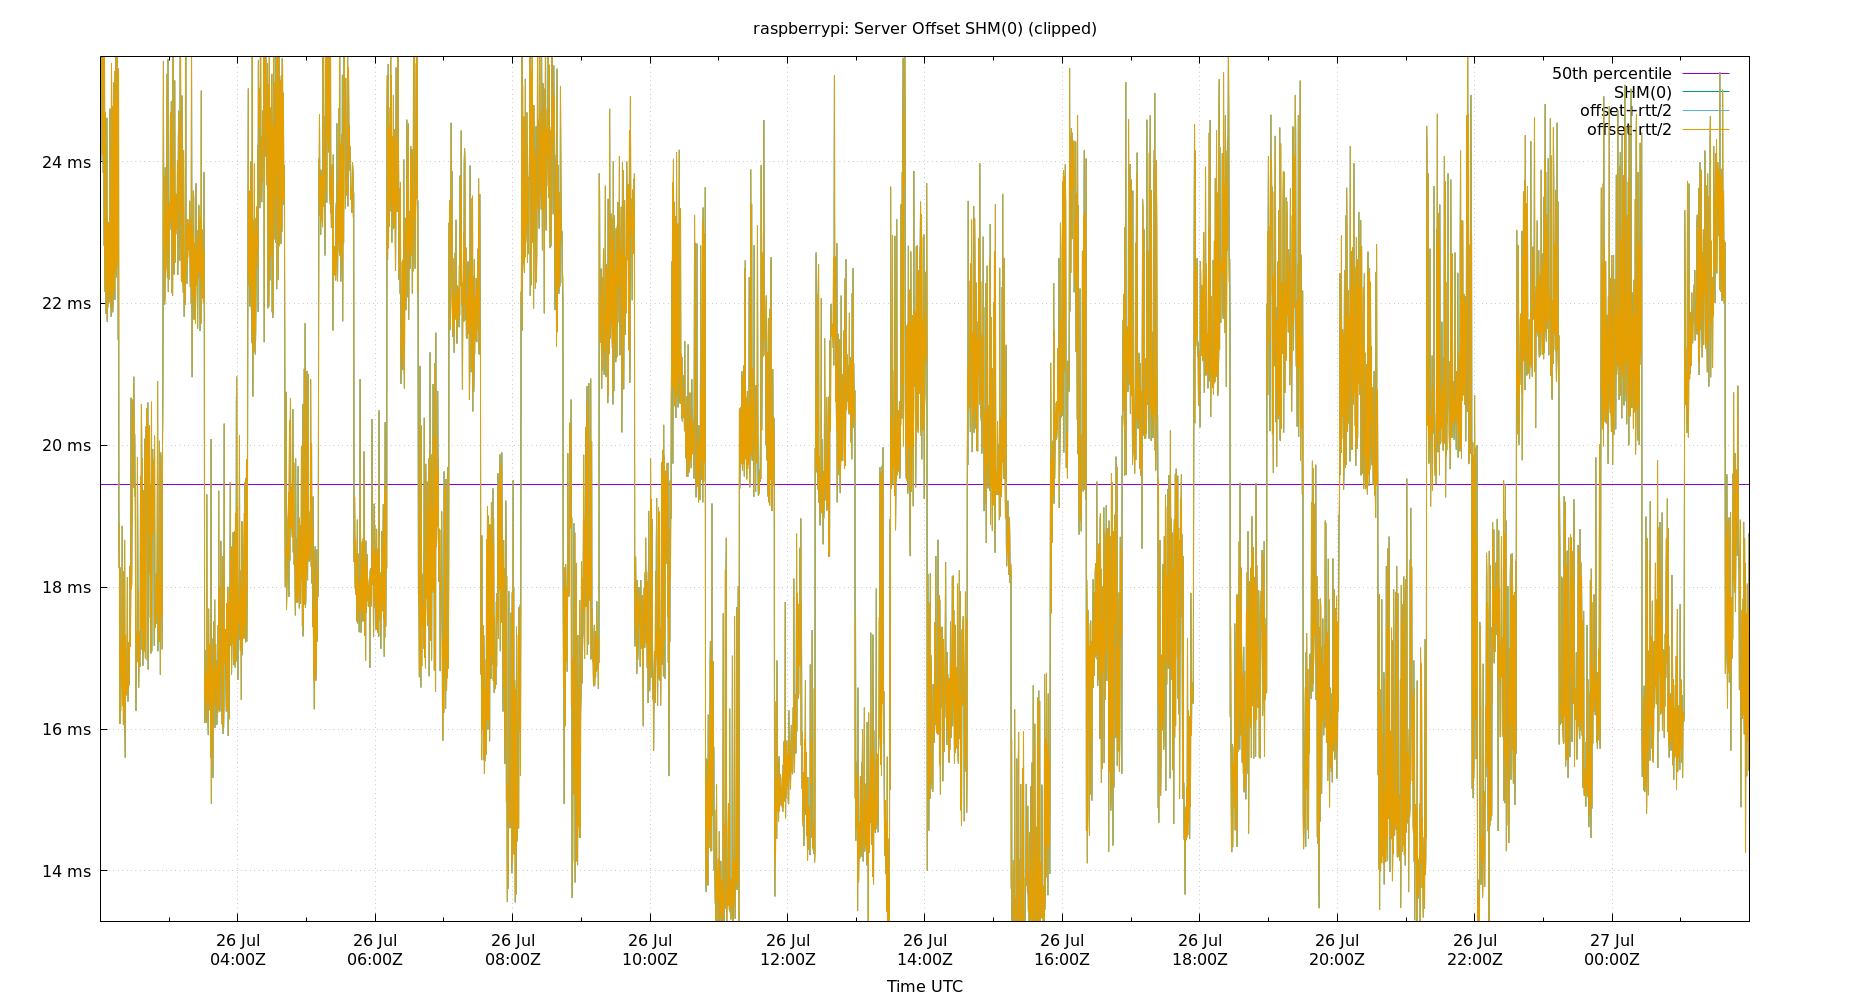 raspberrypi: Server Offset SHM(0) (clipped)
50th percentile
SHM(0)
offset+rtt/2
offset-rtt/2
24 ms
22 ms
20 ms
18 ms
16 ms
14 ms
26 Jul 26 Jul 26 Jul 26 Jul 26 Jul 26 Jul 26 Jul 26 Jul 26 Jul 26 Jul 27 Jul
04:00Z 06:00Z 08:00Z 10:00Z 12:00Z 14:00Z 16:00Z 18:00Z 20:00Z 22:00Z 00:00Z
Time UTC